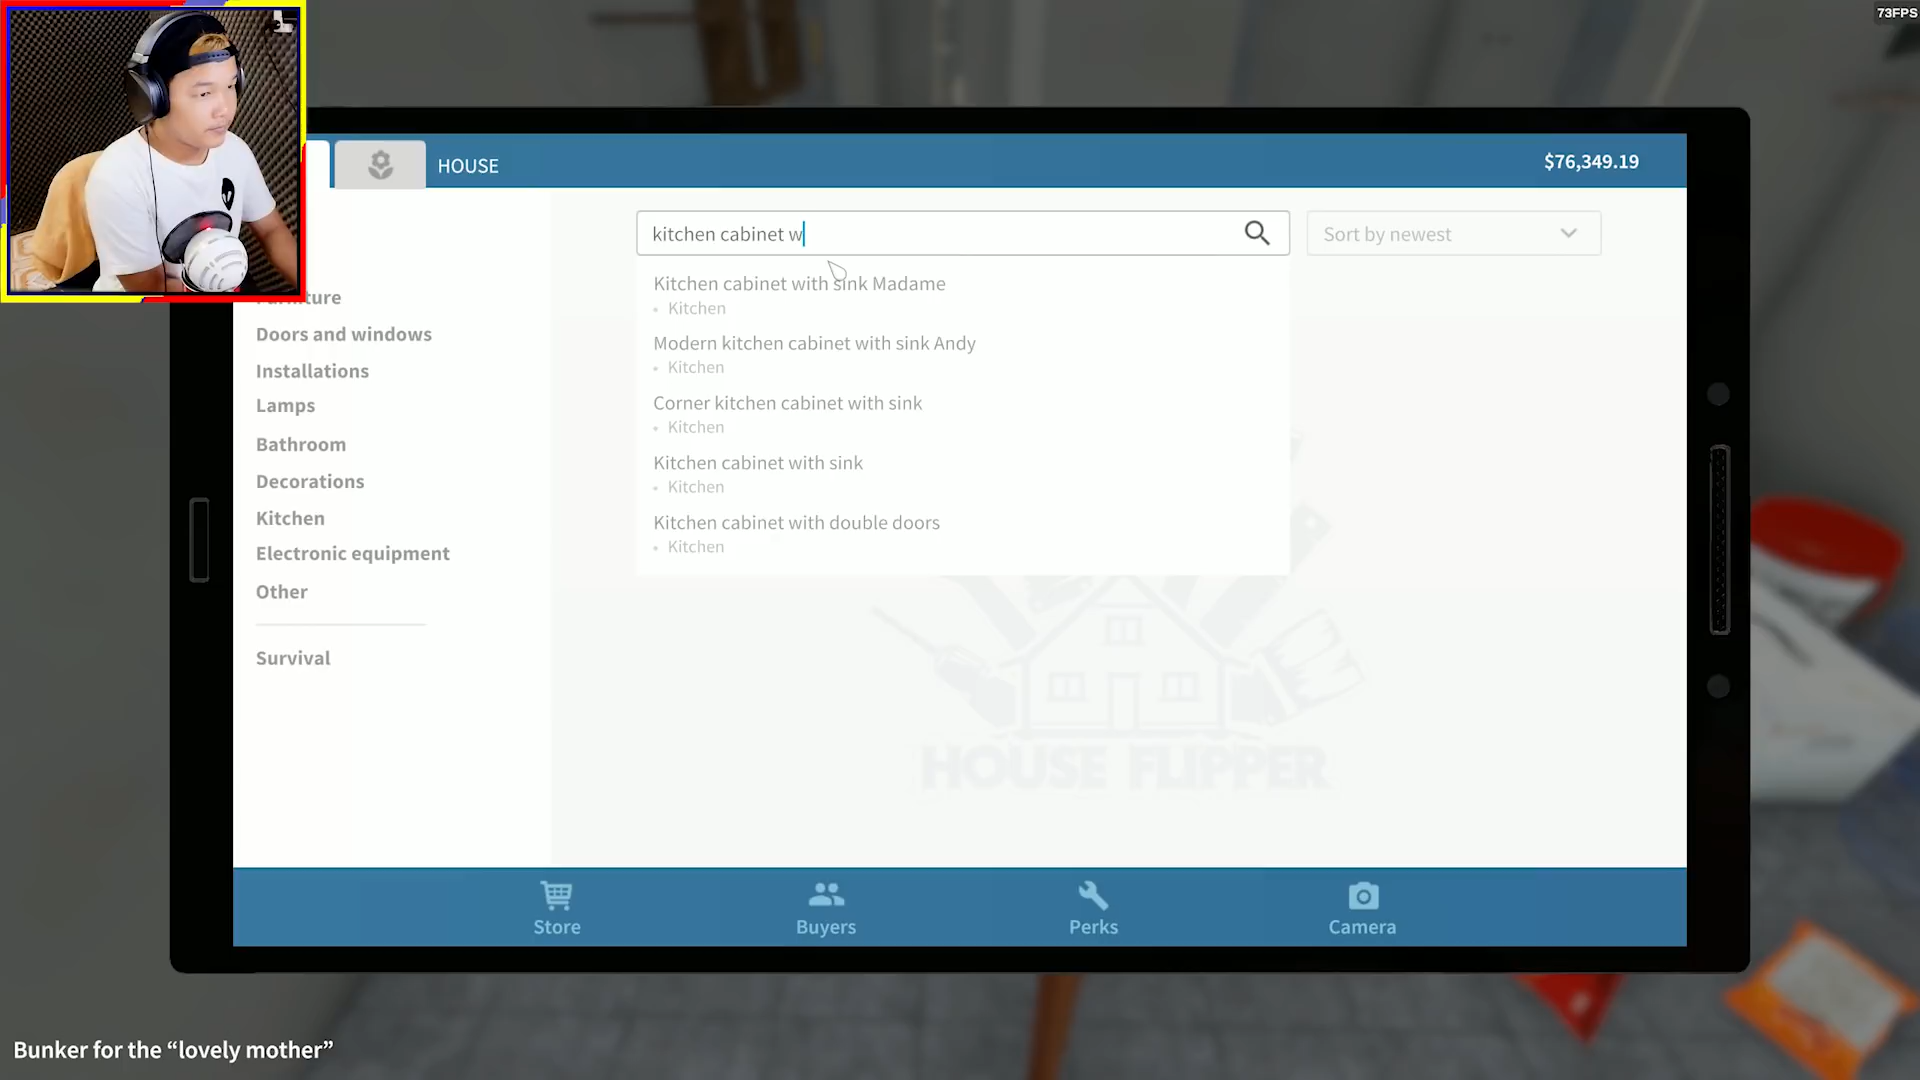 73FPS
HOUSE
$76,349.19
kitchen cabinet w
Sort by newest
Kitchen cabinet with sink Madame
• Kitchen
Modern kitchen cabinet with sink Andy
• Kitchen
Corner kitchen cabinet with sink
• Kitchen
Kitchen cabinet with sink
• Kitchen
Kitchen cabinet with double doors
• Kitchen
Furniture
Doors and windows
Installations
Lamps
Bathroom
Decorations
Kitchen
Electronic equipment
Other
Survival
HOUSE FLIPPER
Store
Buyers
Perks
Camera
Bunker for the “lovely mother”